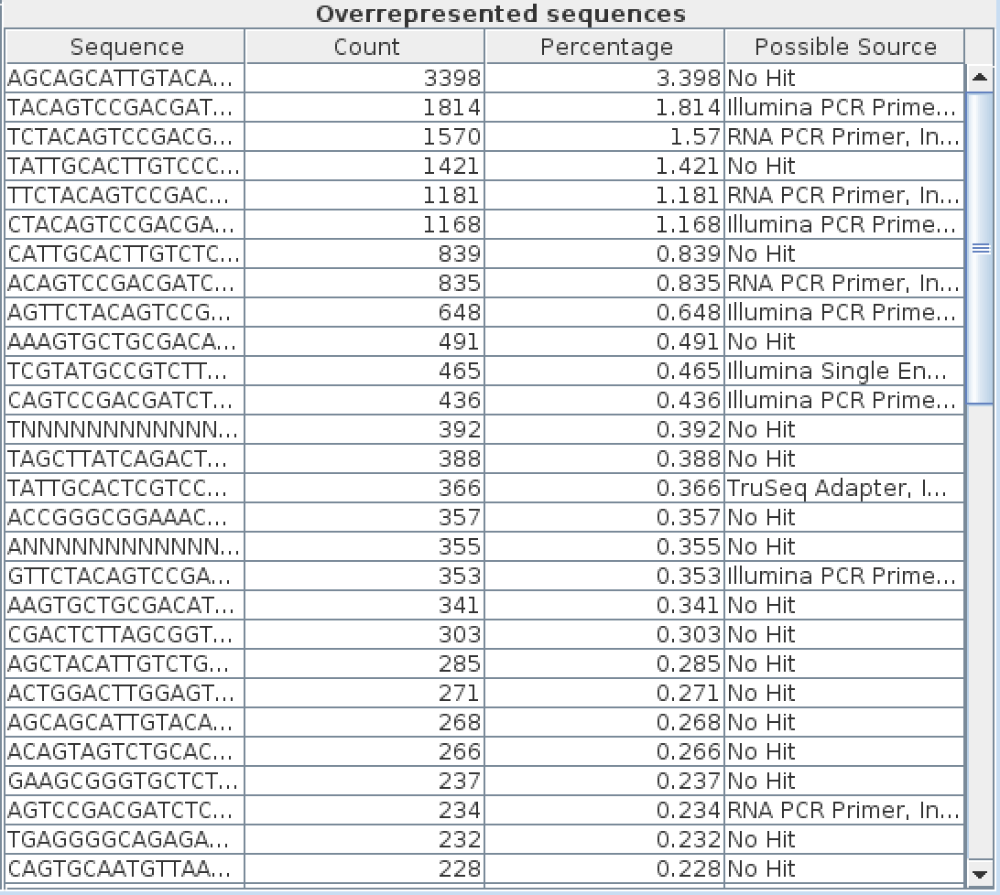 Overrepresented sequences
Sequence Count Percentage Possible Source
AGCAGCATTGTACA... 3398 3.398 No Hit
TACAGTCCGACGAT... 1814 1.814 Illumina PCR Prime...
TCTACAGTCCGACG... 1570 1.57 RNA PCR Primer, In...
TATTGCACTTGTCCC... 1421 1.421 No Hit
TTCTACAGTCCGAC... 1181 1.181 RNA PCR Primer, In...
CTACAGTCCGACGA... 1168 1.168 Illumina PCR Prime...
CATTGCACTTGTCTC... 839 0.839 No Hit
ACAGTCCGACGATC... 835 0.835 RNA PCR Primer, In...
AGTTCTACAGTCCG... 648 0.648 Illumina PCR Prime...
AAAGTGCTGCGACA... 491 0.491 No Hit
TCGTATGCCGTCTT... 465 0.465 Illumina Single En...
CAGTCCGACGATCT... 436 0.436 Illumina PCR Prime...
TNNNNNNNNNNNNN... 392 0.392 No Hit
TAGCTTATCAGACT... 388 0.388 No Hit
TATTGCACTCGTCC... 366 0.366 TruSeq Adapter, I...
ACCGGGCGGAAAC... 357 0.357 No Hit
ANNNNNNNNNNNNN... 355 0.355 No Hit
GTTCTACAGTCCGA... 353 0.353 Illumina PCR Prime...
AAGTGCTGCGACAT... 341 0.341 No Hit
CGACTCTTAGCGGT... 303 0.303 No Hit
AGCTACATTGTCTG... 285 0.285 No Hit
ACTGGACTTGGAGT... 271 0.271 No Hit
AGCAGCATTGTACA... 268 0.268 No Hit
ACAGTAGTCTGCAC... 266 0.266 No Hit
GAAGCGGGTGCTCT... 237 0.237 No Hit
AGTCCGACGATCTC... 234 0.234 RNA PCR Primer, In...
TGAGGGGCAGAGA... 232 0.232 No Hit
CAGTGCAATGTTAA... 228 0.228 No Hit